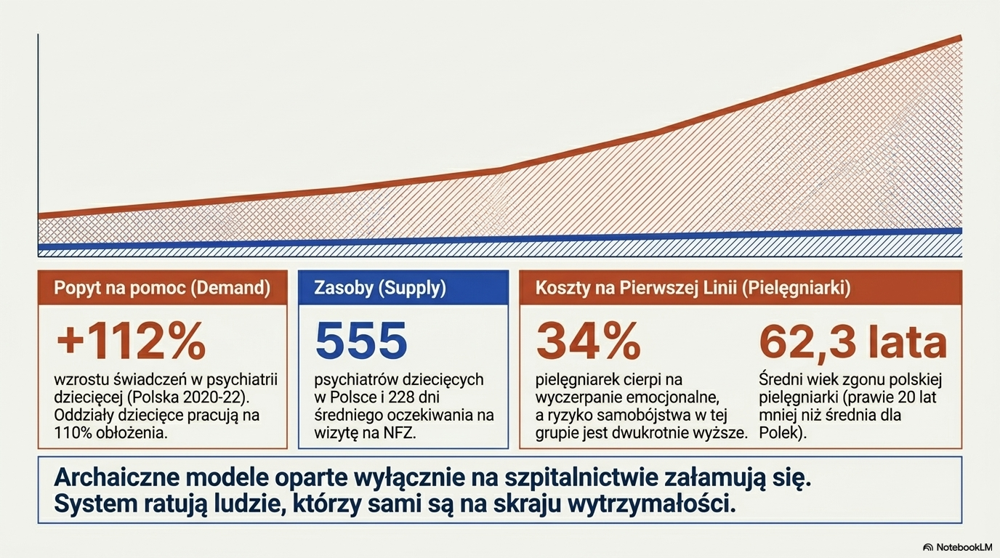 Popyt na pomoc (Demand)
+112%
wzrostu świadczeń w psychiatrii
dziecięcej (Polska 2020-22).
Oddziały dziecięce pracują na
110% obłożenia.
Zasoby (Supply)
555
psychiatrów dziecięcych
w Polsce i 228 dni
średniego oczekiwania na
wizytę na NFZ.
Koszty na Pierwszej Linii (Pielęgniarki)
34%
pielęgniarek cierpi na
wyczerpanie emocjonalne,
a ryzyko samobójstwa w tej
grupie jest dwukrotnie wyższe.
62,3 lata
Średni wiek zgonu polskiej
pielęgniarki (prawie 20 lat
mniej niż średnia dla
Polek).
Archaiczne modele oparte wyłącznie na szpitalnictwie załamują się.
System ratują ludzie, którzy sami są na skraju wytrzymałości.
NotebookLM